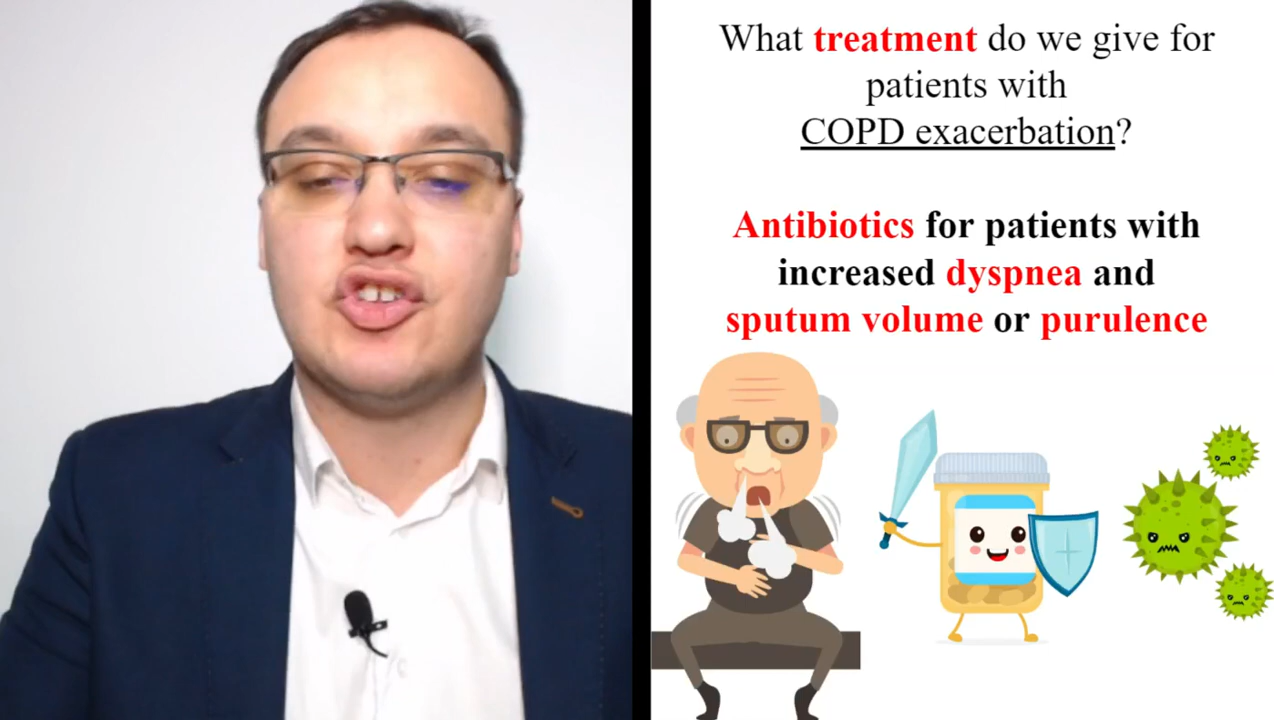 What treatment do we give for
patients with
COPD exacerbation?
Antibiotics for patients with
increased dyspnea and
sputum volume or purulence